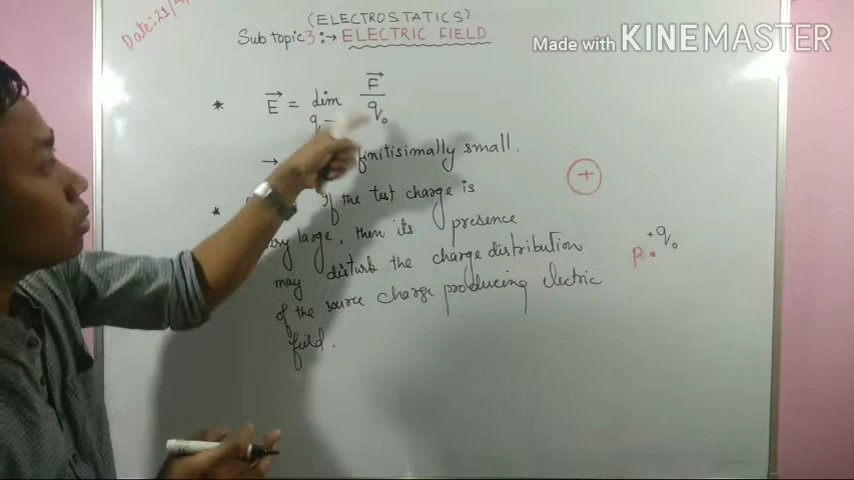 (ELECTROSTATICS)
Date:21/4
Sub topic 3:→ ELECTRIC FIELD.
Made with KINEMASTER
* E⃗ = lim F⃗/q₀
q
→ finitisimally small.
* If the test charge is
large, then its presence
may disturb the charge distribution
of the source charge producing electric
field.
+
+q₀
P.